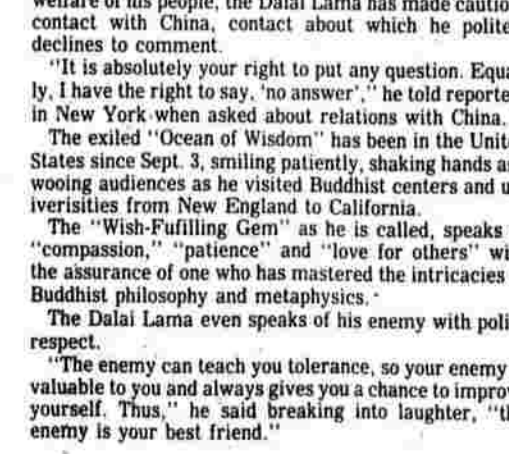 welfare of his people, the Dalai Lama has made cautio
contact with China, contact about which he polite
declines to comment.
"It is absolutely your right to put any question. Equa
ly, I have the right to say, 'no answer'," he told reporte
in New York when asked about relations with China.
The exiled "Ocean of Wisdom" has been in the Unit
States since Sept. 3, smiling patiently, shaking hands a
wooing audiences as he visited Buddhist centers and u
iverisities from New England to California.
The "Wish-Fufilling Gem" as he is called, speaks
"compassion," "patience" and "love for others" wi
the assurance of one who has mastered the intricacies
Buddhist philosophy and metaphysics.
The Dalai Lama even speaks of his enemy with poli
respect.
"The enemy can teach you tolerance, so your enemy
valuable to you and always gives you a chance to improv
yourself. Thus," he said breaking into laughter, "th
enemy is your best friend."